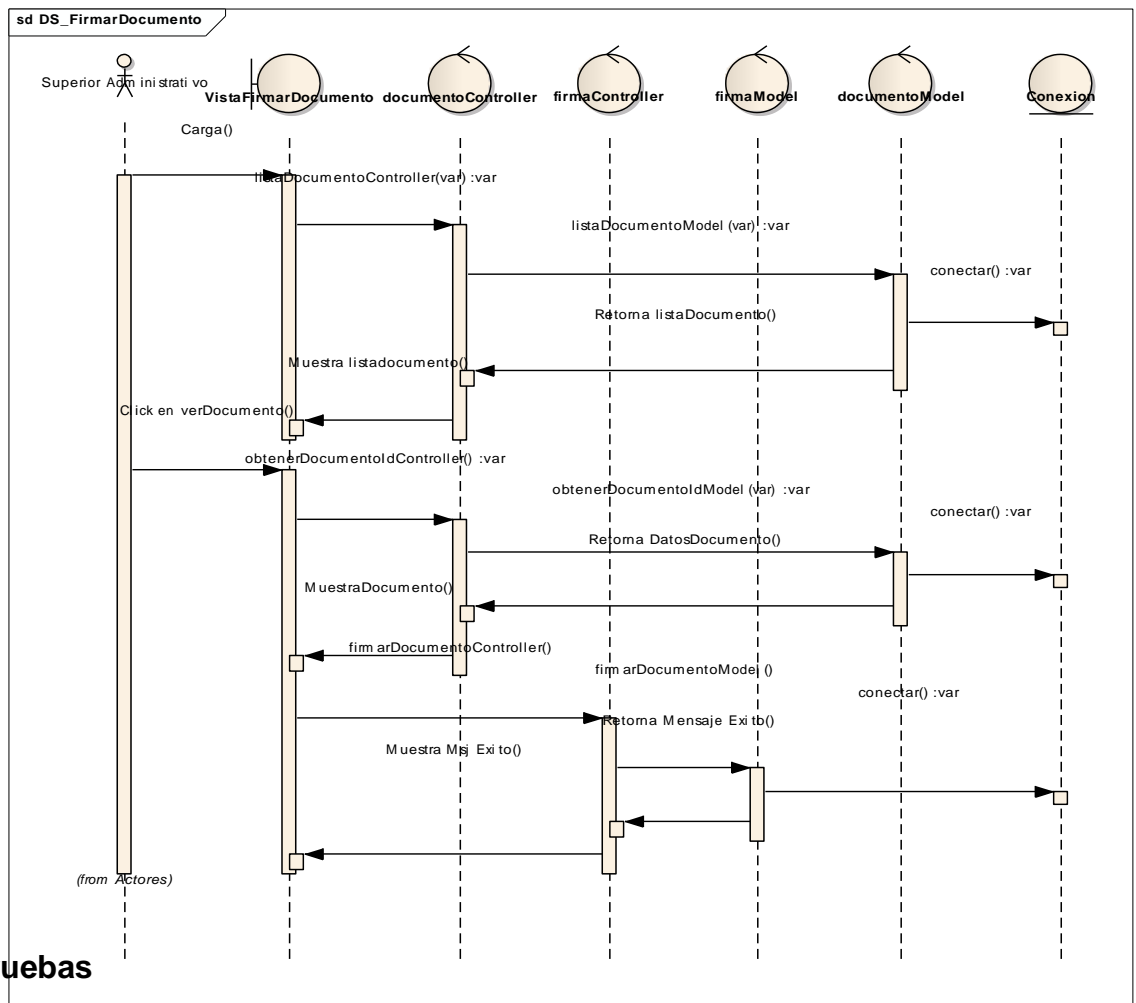 sd DS_FirmarDocumento
Superior Administrativo
VistaFirmarDocumento
documentoController
firmaController
firmaModel
documentoModel
Conexion
Carga()
listaDocumentoController(var) :var
listaDocumentoModel(var) :var
conectar() :var
Retorna listaDocumento()
Muestra listadocumento()
Click en verDocumento()
obtenerDocumentoIdController() :var
obtenerDocumentoIdModel(var) :var
conectar() :var
Retorna DatosDocumento()
MuestraDocumento()
firmarDocumentoController()
firmarDocumentoModel()
conectar() :var
Retorna Mensaje Exito()
Muestra Msj Exito()
(from Actores)
uebas